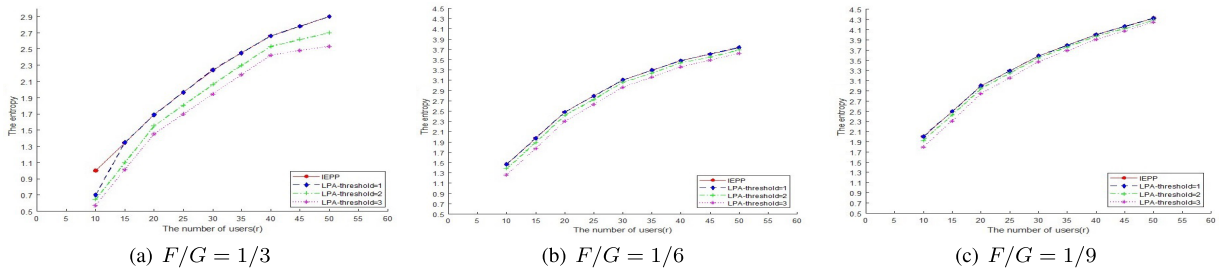 2.9
2.7
2.5
2.3
2.1
1.9
1.7
1.5
1.3
1.1
0.9
0.7
0.5
The entropy
0 5 10 15 20 25 30 35 40 45 50 55 60
The number of users(r)
IEPP
LPA-threshold=1
LPA-threshold=2
LPA-threshold=3
(a) F/G = 1/3
4.5
4.3
4.1
3.9
3.7
3.5
3.3
3.1
2.9
2.7
2.5
2.3
2.1
1.9
1.7
1.5
1.3
1.1
0.9
0.7
0.5
The entropy
0 5 10 15 20 25 30 35 40 45 50 55 60
The number of users(r)
IEPP
LPA-threshold=1
LPA-threshold=2
LPA-threshold=3
(b) F/G = 1/6
4.5
4.3
4.1
3.9
3.7
3.5
3.3
3.1
2.9
2.7
2.5
2.3
2.1
1.9
1.7
1.5
1.3
1.1
0.9
0.7
0.5
The entropy
0 5 10 15 20 25 30 35 40 45 50 55 60
The number of users(r)
IEPP
LPA-threshold=1
LPA-threshold=2
LPA-threshold=3
(c) F/G = 1/9